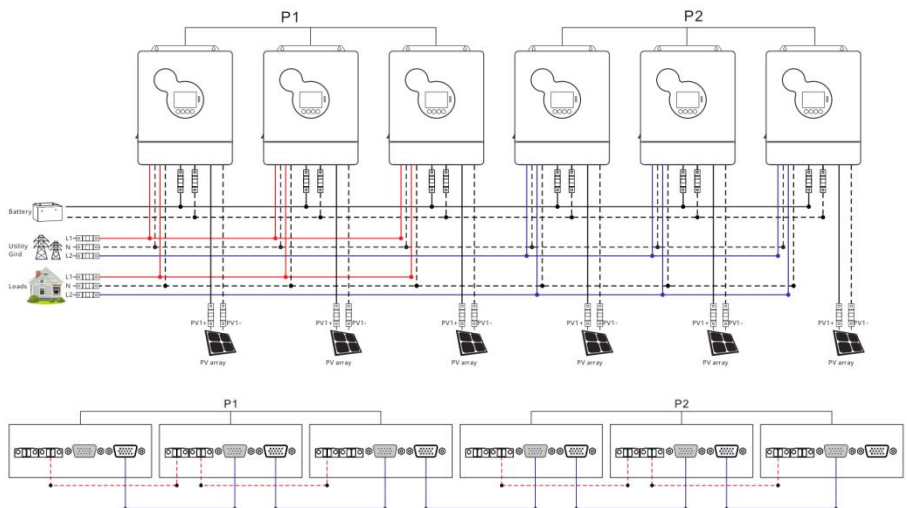 P1 P2
Battery
Utility
Gird
L1
N
L2
Loads
L1
N
L2
PV1+ PV1- PV1+ PV1- PV1+ PV1- PV1+ PV1- PV1+ PV1- PV1+ PV1-
PV array PV array PV array PV array PV array PV array
P1 P2